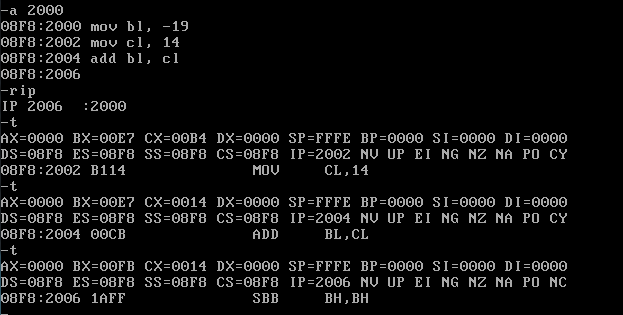 -a 2000
08F8:2000 mov bl, -19
08F8:2002 mov cl, 14
08F8:2004 add bl, cl
08F8:2006
-rip
IP 2006  :2000
-t
AX=0000 BX=00E7 CX=00B4 DX=0000 SP=FFFE BP=0000 SI=0000 DI=0000
DS=08F8 ES=08F8 SS=08F8 CS=08F8 IP=2002 NV UP EI NG NZ NA PO CY
08F8:2002 B114              MOV     CL,14
-t
AX=0000 BX=00E7 CX=0014 DX=0000 SP=FFFE BP=0000 SI=0000 DI=0000
DS=08F8 ES=08F8 SS=08F8 CS=08F8 IP=2004 NV UP EI NG NZ NA PO CY
08F8:2004 00CB              ADD     BL,CL
-t
AX=0000 BX=00FB CX=0014 DX=0000 SP=FFFE BP=0000 SI=0000 DI=0000
DS=08F8 ES=08F8 SS=08F8 CS=08F8 IP=2006 NV UP EI NG NZ NA PO NC
08F8:2006 1AFF              SBB     BH,BH